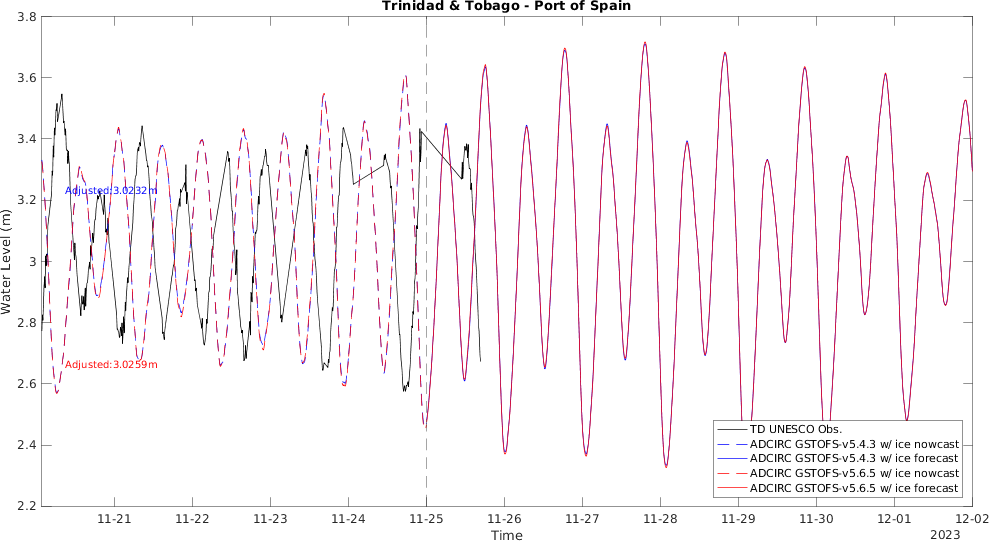 Trinidad & Tobago - Port of Spain
3.8
3.6
3.4
3.2
3
2.8
2.6
2.4
2.2
Water Level (m)
Adjusted:3.0232m
Adjusted:3.0259m
TD UNESCO Obs.
ADCIRC GSTOFS-v5.4.3 w/ ice nowcast
ADCIRC GSTOFS-v5.4.3 w/ ice forecast
ADCIRC GSTOFS-v5.6.5 w/ ice nowcast
ADCIRC GSTOFS-v5.6.5 w/ ice forecast
11-21 11-22 11-23 11-24 11-25 11-26 11-27 11-28 11-29 11-30 12-01 12-02
Time
2023